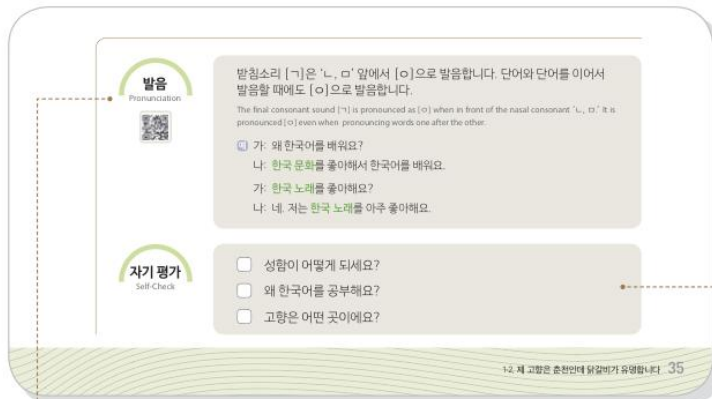 발음
Pronunciation
받침소리 [ㄱ]은 'ㄴ, ㅁ' 앞에서 [ㅇ]으로 발음합니다. 단어와 단어를 이어서
발음할 때에도 [ㅇ]으로 발음합니다.
The final consonant sound [ㄱ] is pronounced as [ㅇ] when in front of the nasal consonant 'ㄴ, ㅁ.' It is
pronounced [ㅇ] even when pronouncing words one after the other.
예 가: 왜 한국어를 배워요?
나: 한국 문화를 좋아해서 한국어를 배워요.
가: 한국 노래를 좋아해요?
나: 네. 저는 한국 노래를 아주 좋아해요.
자기 평가
Self-Check
성함이 어떻게 되세요?
왜 한국어를 공부해요?
고향은 어떤 곳이에요?
1-2. 제 고향은 춘천인데 닭갈비가 유명합니다 35